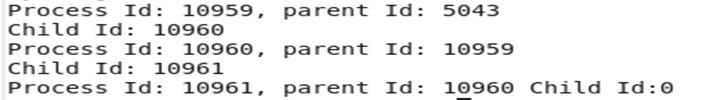 Process Id: 10959, parent Id: 5043
Child Id: 10960
Process Id: 10960, parent Id: 10959
Child Id: 10961
Process Id: 10961, parent Id: 10960 Child Id:0